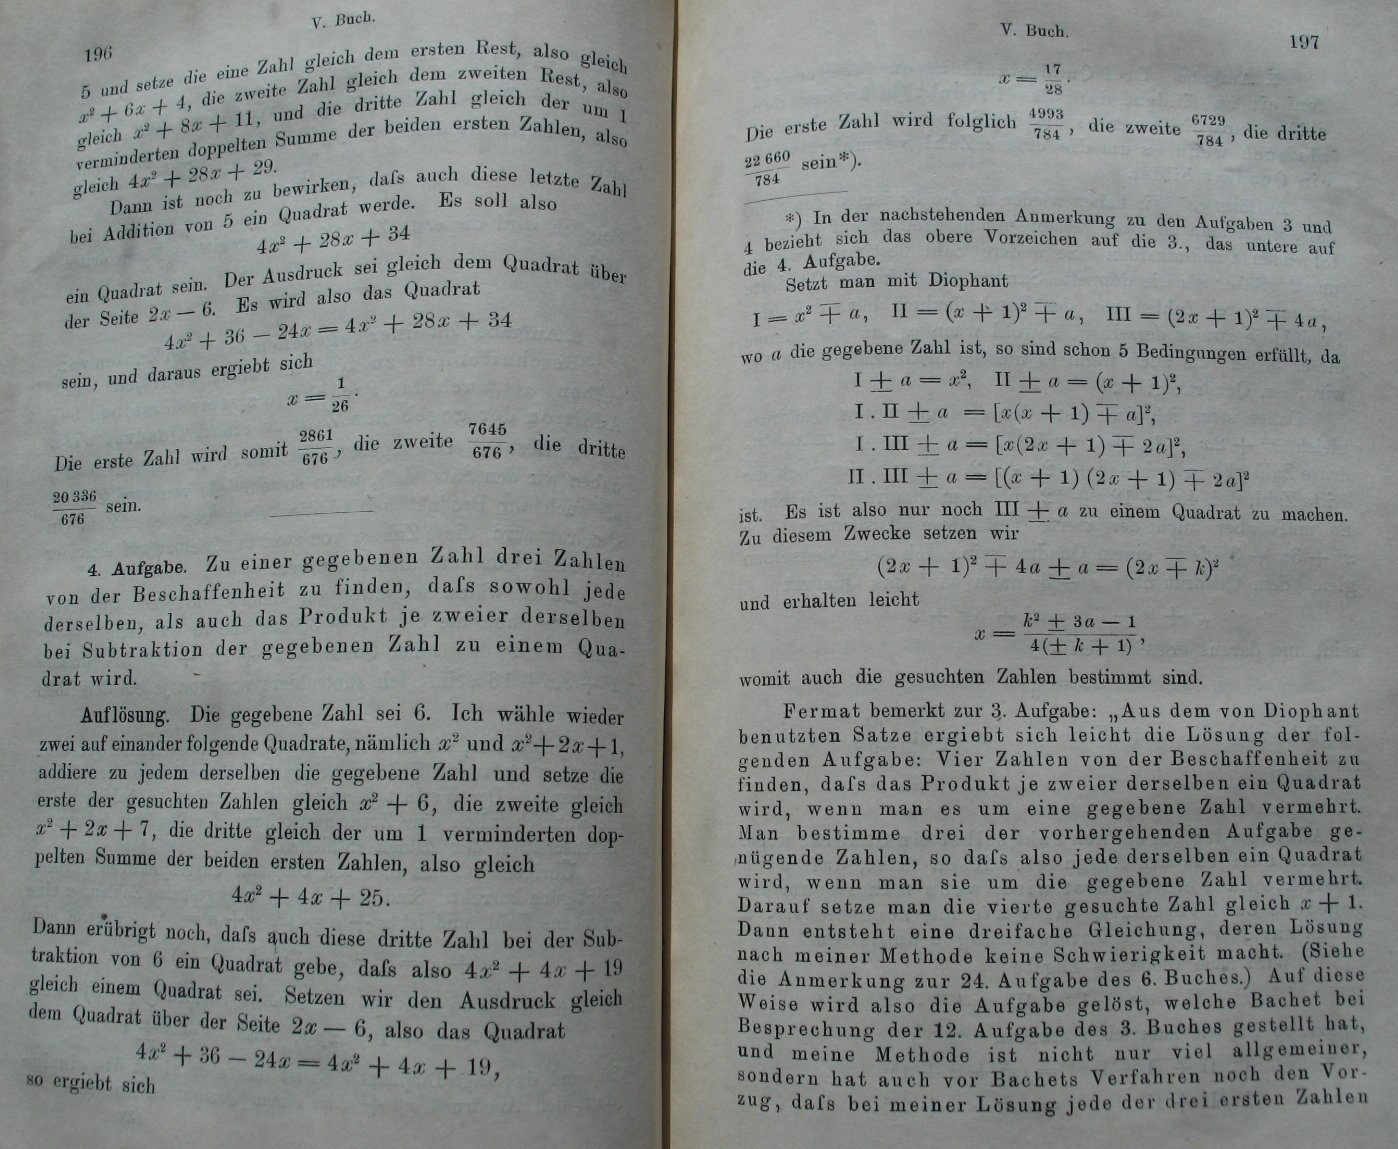 196
V. Buch.
5 und setze die eine Zahl gleich dem ersten Rest, also gleich
x² + 6x + 4, die zweite Zahl gleich dem zweiten Rest, also
gleich x² + 8x + 11, und die dritte Zahl gleich der um 1
verminderten doppelten Summe der beiden ersten Zahlen, also
gleich 4x² + 28x + 29.
Dann ist noch zu bewirken, daſs auch diese letzte Zahl
bei Addition von 5 ein Quadrat werde. Es soll also
4x² + 28x + 34
ein Quadrat sein. Der Ausdruck sei gleich dem Quadrat über
der Seite 2x — 6. Es wird also das Quadrat
4x² + 36 — 24x = 4x² + 28x + 34
sein, und daraus ergiebt sich
x = 1/26.
Die erste Zahl wird somit 2861/676, die zweite 7645/676, die dritte
20 336/676 sein.
4. Aufgabe. Zu einer gegebenen Zahl drei Zahlen
von der Beschaffenheit zu finden, daſs sowohl jede
derselben, als auch das Produkt je zweier derselben
bei Subtraktion der gegebenen Zahl zu einem Qua-
drat wird.
Auflösung. Die gegebene Zahl sei 6. Ich wähle wieder
zwei auf einander folgende Quadrate, nämlich x² und x²+2x+1,
addiere zu jedem derselben die gegebene Zahl und setze die
erste der gesuchten Zahlen gleich x² + 6, die zweite gleich
x² + 2x + 7, die dritte gleich der um 1 verminderten dop-
pelten Summe der beiden ersten Zahlen, also gleich
4x² + 4x + 25.
Dann erübrigt noch, daſs auch diese dritte Zahl bei der Sub-
traktion von 6 ein Quadrat gebe, daſs also 4x² + 4x + 19
gleich einem Quadrat sei. Setzen wir den Ausdruck gleich
dem Quadrat über der Seite 2x — 6, also das Quadrat
4x² + 36 — 24x = 4x² + 4x + 19,
so ergiebt sich
V. Buch.
197
x = 17/28.
Die erste Zahl wird folglich 4993/784, die zweite 6729/784, die dritte
22 660/784 sein*).
*) In der nachstehenden Anmerkung zu den Aufgaben 3 und
4 bezieht sich das obere Vorzeichen auf die 3., das untere auf
die 4. Aufgabe.
Setzt man mit Diophant
I = x² ∓ a, II = (x + 1)² ∓ a, III = (2x + 1)² ∓ 4a,
wo a die gegebene Zahl ist, so sind schon 5 Bedingungen erfüllt, da
I ± a = x², II ± a = (x + 1)²,
I . II ± a = [x(x + 1) ∓ a]²,
I . III ± a = [x(2x + 1) ∓ 2a]²,
II . III ± a = [(x + 1) (2x + 1) ∓ 2a]²
ist. Es ist also nur noch III ± a zu einem Quadrat zu machen.
Zu diesem Zwecke setzen wir
(2x + 1)² ∓ 4a ± a = (2x ∓ k)²
und erhalten leicht
x = k² ± 3a — 1 / 4(± k + 1),
womit auch die gesuchten Zahlen bestimmt sind.
Fermat bemerkt zur 3. Aufgabe: „Aus dem von Diophant
benutzten Satze ergiebt sich leicht die Lösung der fol-
genden Aufgabe: Vier Zahlen von der Beschaffenheit zu
finden, daſs das Produkt je zweier derselben ein Quadrat
wird, wenn man es um eine gegebene Zahl vermehrt.
Man bestimme drei der vorhergehenden Aufgabe ge-
nügende Zahlen, so daſs also jede derselben ein Quadrat
wird, wenn man sie um die gegebene Zahl vermehrt.
Darauf setze man die vierte gesuchte Zahl gleich x + 1.
Dann entsteht eine dreifache Gleichung, deren Lösung
nach meiner Methode keine Schwierigkeit macht. (Siehe
die Anmerkung zur 24. Aufgabe des 6. Buches.) Auf diese
Weise wird also die Aufgabe gelöst, welche Bachet bei
Besprechung der 12. Aufgabe des 3. Buches gestellt hat,
und meine Methode ist nicht nur viel allgemeiner,
sondern hat auch vor Bachets Verfahren noch den Vor-
zug, daſs bei meiner Lösung jede der drei ersten Zahlen